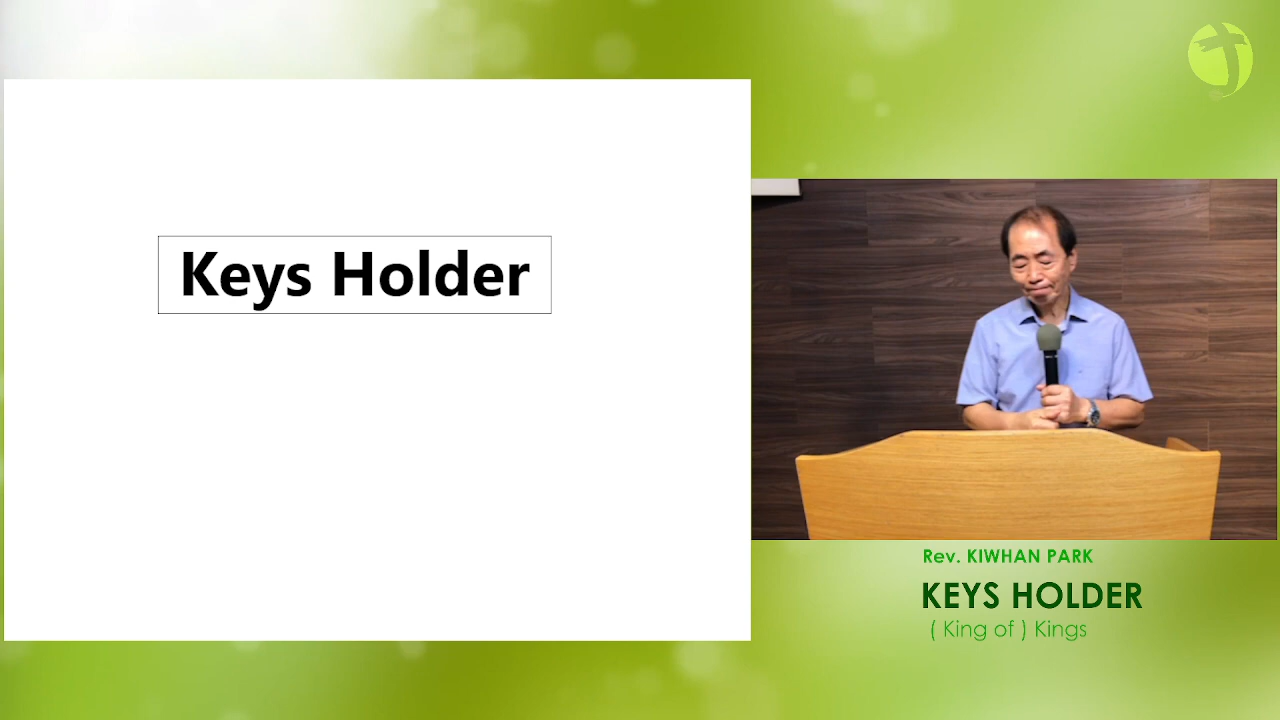 Keys Holder
Rev. KIWHAN PARK
KEYS HOLDER
( King of ) Kings